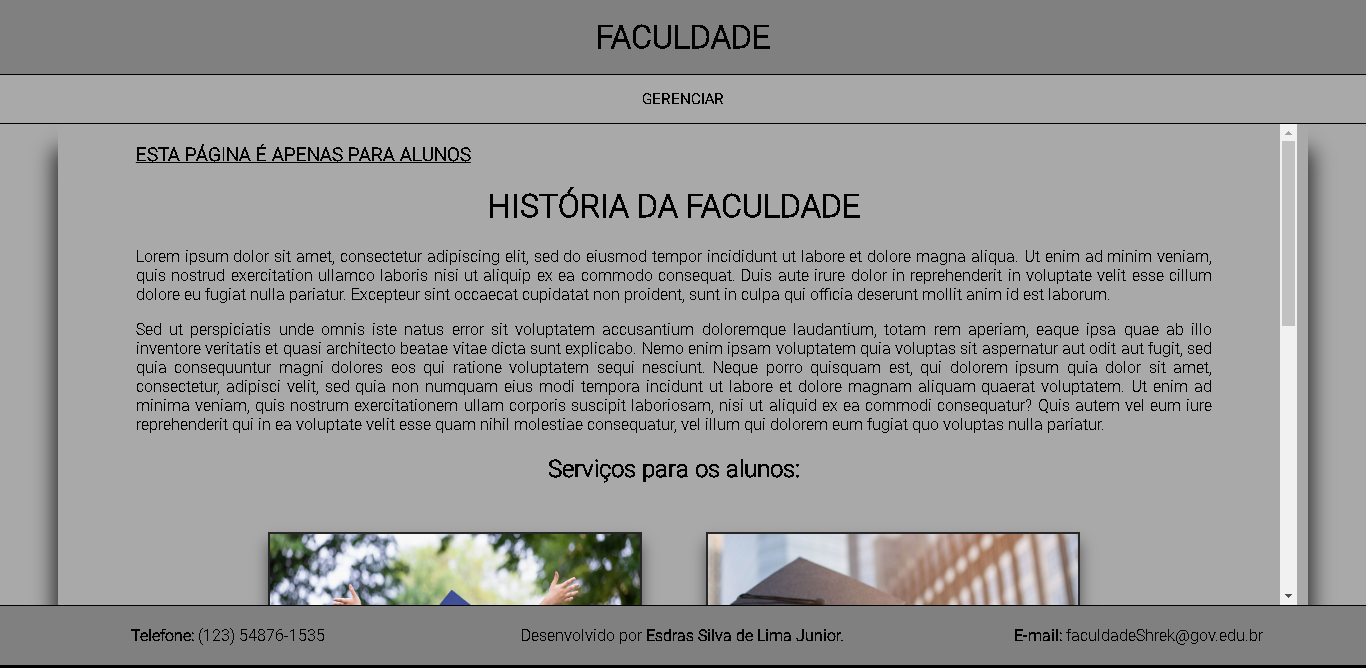 FACULDADE
GERENCIAR
ESTA PÁGINA É APENAS PARA ALUNOS
HISTÓRIA DA FACULDADE
Lorem ipsum dolor sit amet, consectetur adipiscing elit, sed do eiusmod tempor incididunt ut labore et dolore magna aliqua. Ut enim ad minim veniam,
quis nostrud exercitation ullamco laboris nisi ut aliquip ex ea commodo consequat. Duis aute irure dolor in reprehenderit in voluptate velit esse cillum
dolore eu fugiat nulla pariatur. Excepteur sint occaecat cupidatat non proident, sunt in culpa qui officia deserunt mollit anim id est laborum.
Sed ut perspiciatis unde omnis iste natus error sit voluptatem accusantium doloremque laudantium, totam rem aperiam, eaque ipsa quae ab illo
inventore veritatis et quasi architecto beatae vitae dicta sunt explicabo. Nemo enim ipsam voluptatem quia voluptas sit aspernatur aut odit aut fugit, sed
quia consequuntur magni dolores eos qui ratione voluptatem sequi nesciunt. Neque porro quisquam est, qui dolorem ipsum quia dolor sit amet,
consectetur, adipisci velit, sed quia non numquam eius modi tempora incidunt ut labore et dolore magnam aliquam quaerat voluptatem. Ut enim ad
minima veniam, quis nostrum exercitationem ullam corporis suscipit laboriosam, nisi ut aliquid ex ea commodi consequatur? Quis autem vel eum iure
reprehenderit qui in ea voluptate velit esse quam nihil molestiae consequatur, vel illum qui dolorem eum fugiat quo voluptas nulla pariatur.
Serviços para os alunos:
Telefone: (123) 54876-1535
Desenvolvido por Esdras Silva de Lima Junior.
E-mail: faculdadeShrek@gov.edu.br